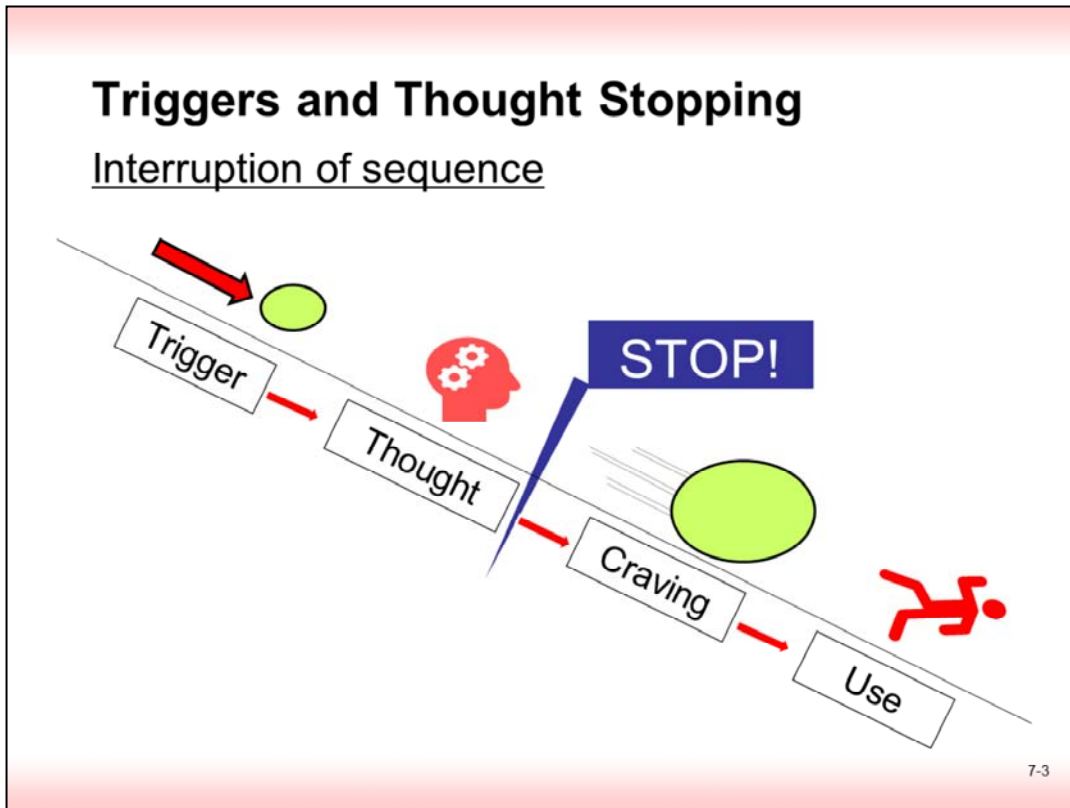 Triggers and Thought Stopping
Interruption of sequence
Trigger
Thought
STOP!
Craving
Use
7-3